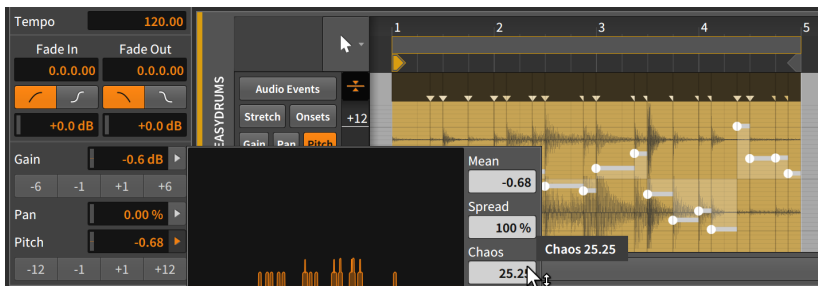 Tempo 120.00
Fade In Fade Out
0.0.0.00 0.0.0.00
+0.0 dB +0.0 dB
Gain -0.6 dB
-6 -1 +1 +6
Pan 0.00 %
Pitch -0.68
-12 -1 +1 +12
EASYDRUMS
Audio Events
Stretch Onsets
Gain Pan Pitch
+12
1 2 3 4 5
Mean
-0.68
Spread
100 %
Chaos
25.25
Chaos 25.25